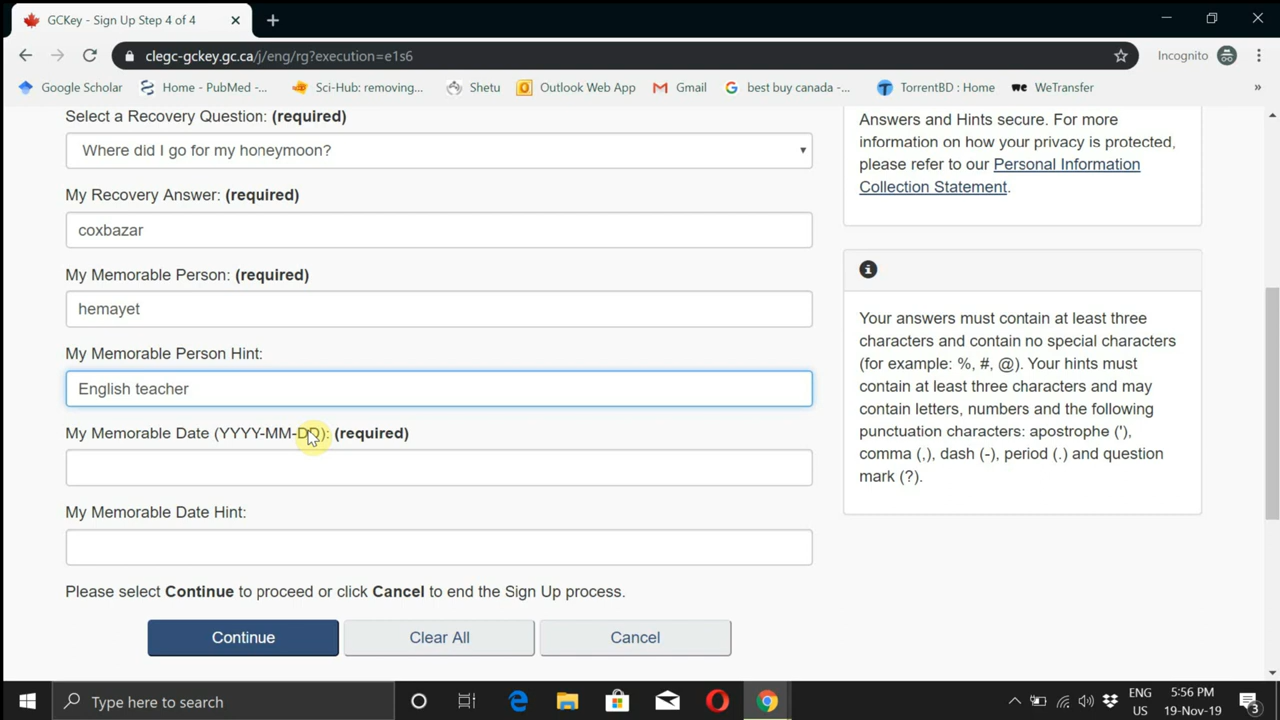 GCKey - Sign Up Step 4 of 4
clegc-gckey.gc.ca/j/eng/rg?execution=e1s6
Incognito
Google Scholar
Home - PubMed -...
Sci-Hub: removing...
Shetu
Outlook Web App
Gmail
best buy canada -...
TorrentBD : Home
WeTransfer
»
Select a Recovery Question: (required)
Where did I go for my honeymoon?
My Recovery Answer: (required)
coxbazar
My Memorable Person: (required)
hemayet
My Memorable Person Hint:
English teacher
My Memorable Date (YYYY-MM-DD): (required)
My Memorable Date Hint:
Please select Continue to proceed or click Cancel to end the Sign Up process.
Continue
Clear All
Cancel
Answers and Hints secure. For more
information on how your privacy is protected,
please refer to our Personal Information
Collection Statement.
Your answers must contain at least three
characters and contain no special characters
(for example: %, #, @). Your hints must
contain at least three characters and may
contain letters, numbers and the following
punctuation characters: apostrophe ('),
comma (,), dash (-), period (.) and question
mark (?).
Type here to search
ENG
US
5:56 PM
19-Nov-19
3